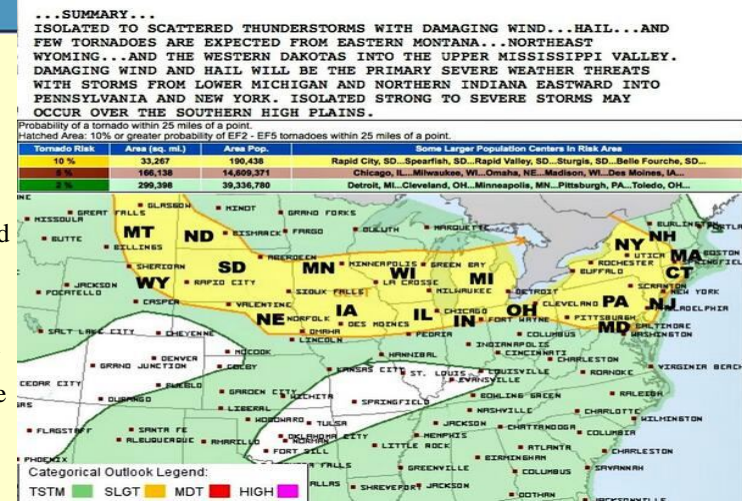 ...SUMMARY...
ISOLATED TO SCATTERED THUNDERSTORMS WITH DAMAGING WIND...HAIL...AND
FEW TORNADOES ARE EXPECTED FROM EASTERN MONTANA...NORTHEAST
WYOMING...AND THE WESTERN DAKOTAS INTO THE UPPER MISSISSIPPI VALLEY.
DAMAGING WIND AND HAIL WILL BE THE PRIMARY SEVERE WEATHER THREATS
WITH STORMS FROM LOWER MICHIGAN AND NORTHERN INDIANA EASTWARD INTO
PENNSYLVANIA AND NEW YORK. ISOLATED STRONG TO SEVERE STORMS MAY
OCCUR OVER THE SOUTHERN HIGH PLAINS.
Probability of a tornado within 25 miles of a point.
Hatched Area: 10% or greater probability of EF2 - EF5 tornadoes within 25 miles of a point.
Tornado Risk Area (sq. mi.) Area Pop. Some Larger Population Centers in Risk Area
10 % 33,267 190,438 Rapid City, SD...Spearfish, SD...Rapid Valley, SD...Sturgis, SD...Belle Fourche, SD...
5 % 166,138 14,609,371 Chicago, IL...Milwaukee, WI...Omaha, NE...Madison, WI...Des Moines, IA...
2 % 299,398 39,336,780 Detroit, MI...Cleveland, OH...Minneapolis, MN...Pittsburgh, PA...Toledo, OH...
GLASGOW MINOT
GREAT FALLS GRAND FORKS
MISSOULA MT ND BISMARCK FARGO DULUTH MARQUETTE BURLINGTON
BUTTE BILLINGS ABERDEEN NY NH
SHERIDAN SD MN MINNEAPOLIS WI GREEN BAY UTICA MA BOSTON
JACKSON WY RAPID CITY LA CROSSE MI ROCHESTER CT
POCATELLO SIOUX FALLS MILWAUKEE DETROIT BUFFALO SCRANTON NEW YORK
CASPER VALENTINE IA IL CHICAGO OH CLEVELAND PA NJ
NE NORFOLK DES MOINES IN FORT WAYNE PITTSBURGH
SALT LAKE CITY CHEYENNE OMAHA PEORIA COLUMBUS MD BALTIMORE
LINCOLN INDIANAPOLIS WASHINGTON
MCCOOK HANNIBAL CINCINNATI
DENVER CHARLESTON
GRAND JUNCTION COLBY KANSAS CITY ST. LOUIS LOUISVILLE ROANOKE VIRGINIA BEACH
CEDAR CITY PUEBLO EVANSVILLE
DURANGO GARDEN CITY WICHITA SPRINGFIELD BOWLING GREEN RALEIGH
LIBERAL NASHVILLE CHARLOTTE
WOODWARD TULSA JACKSON WILMINGTON
FLAGSTAFF SANTA FE OKLAHOMA CITY MEMPHIS CHATTANOOGA COLUMBIA
ALBUQUERQUE AMARILLO NORMAN LITTLE ROCK ATLANTA CHARLESTON
PHOENIX FORT SILL BIRMINGHAM
FALLS GREENVILLE COLUMBUS SAVANNAH
SHREVEPORT JACKSON
DOTHAN
Categorical Outlook Legend:
TSTM SLGT MDT HIGH